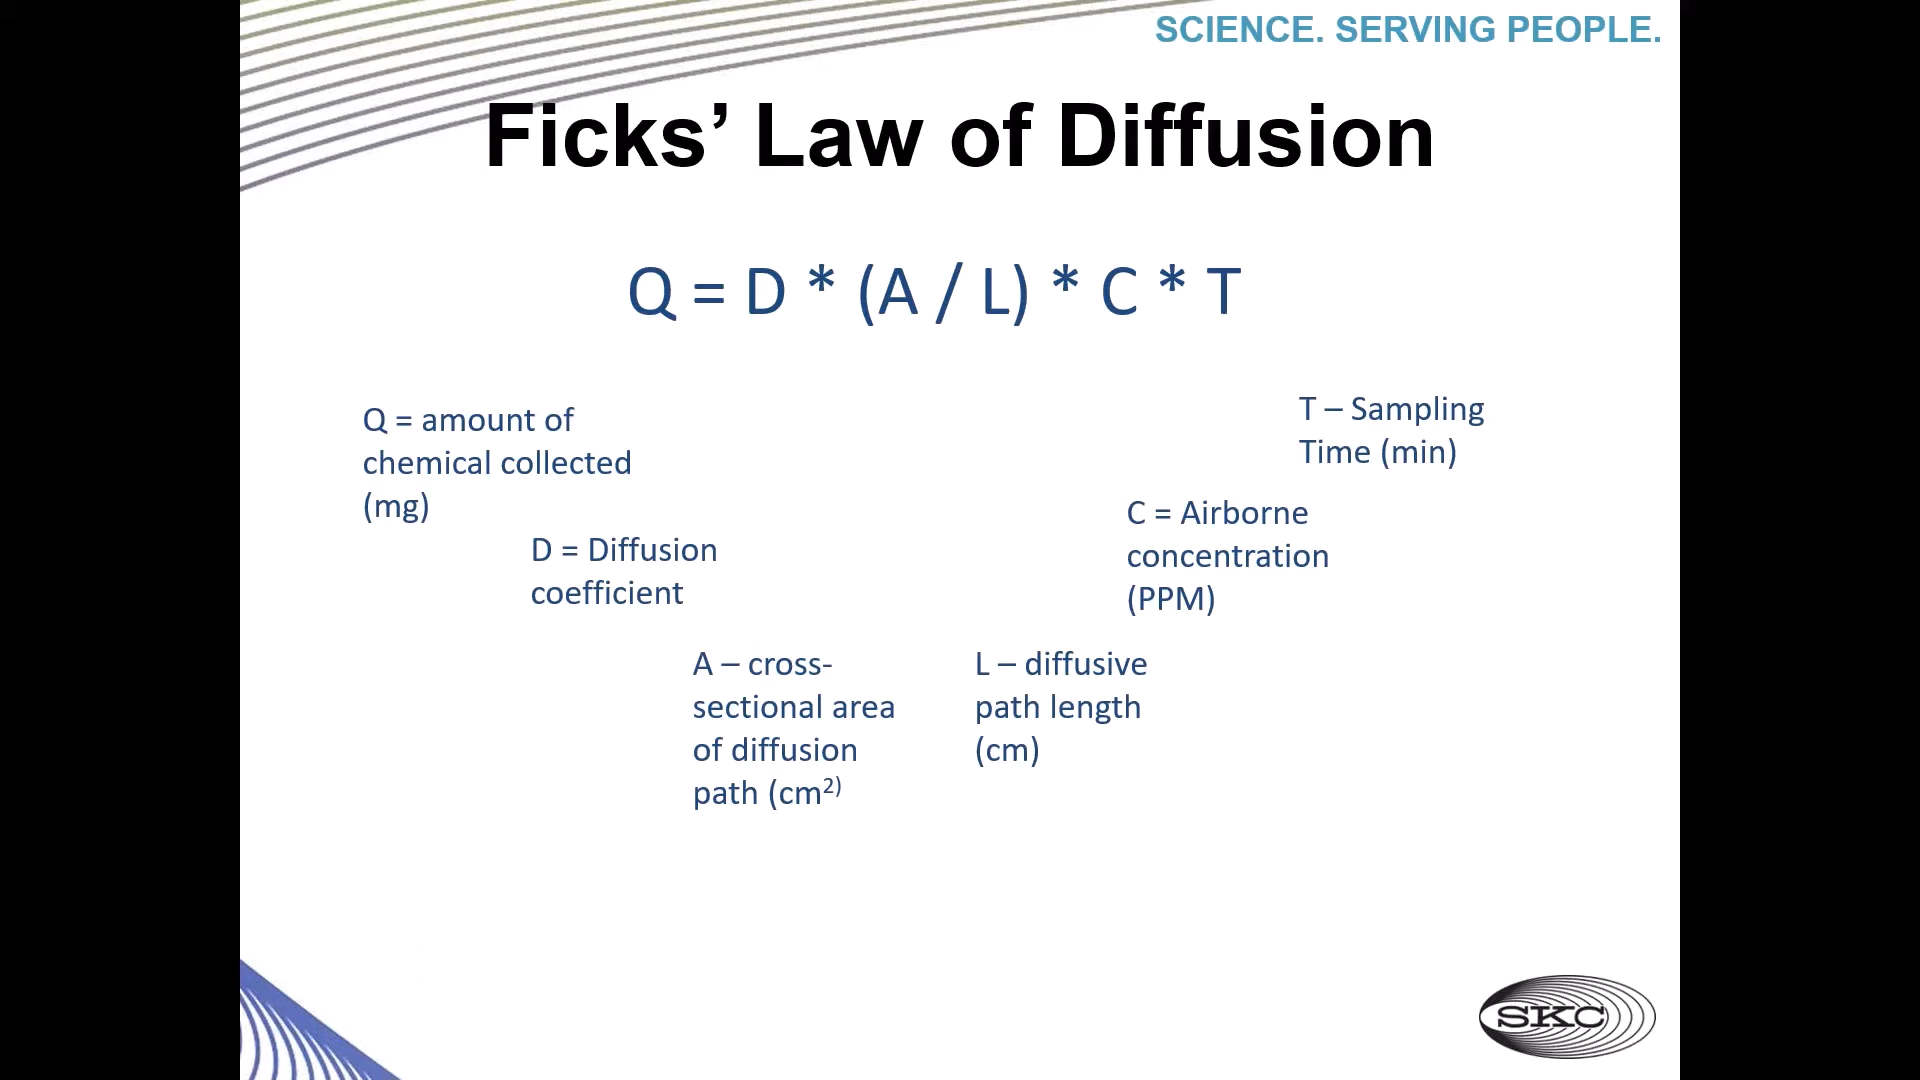 SCIENCE. SERVING PEOPLE.
Ficks’ Law of Diffusion
Q = D * (A / L) * C * T
Q = amount of
chemical collected
(mg)
D = Diffusion
coefficient
A – cross-
sectional area
of diffusion
path (cm²⁾
L – diffusive
path length
(cm)
C = Airborne
concentration
(PPM)
T – Sampling
Time (min)
SKC